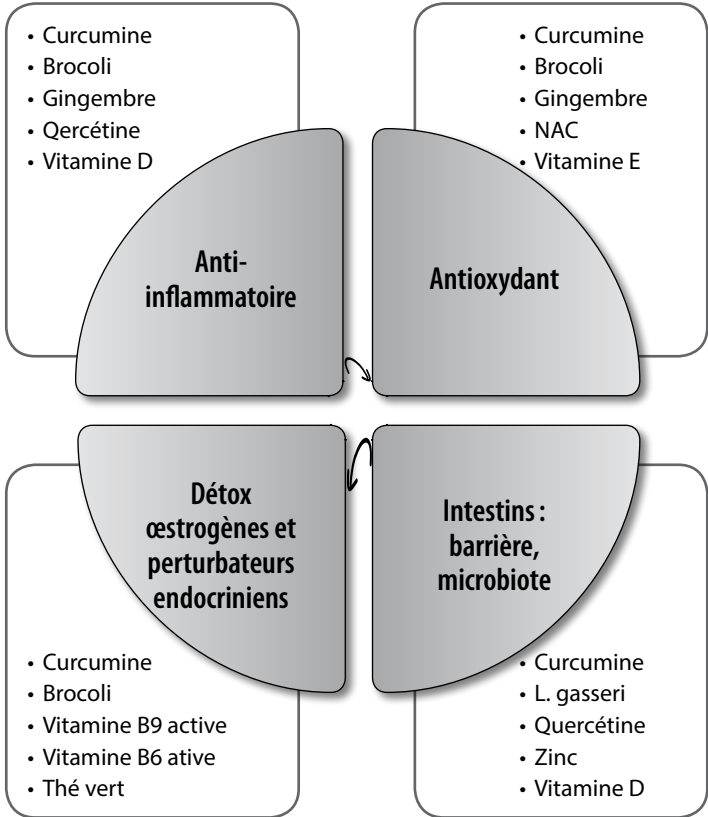 • Curcumine
• Brocoli
• Gingembre
• Qercétine
• Vitamine D
• Curcumine
• Brocoli
• Gingembre
• NAC
• Vitamine E
Anti-
inflammatoire
Antioxydant
Détox
œstrogènes et
perturbateurs
endocriniens
Intestins :
barrière,
microbiote
• Curcumine
• Brocoli
• Vitamine B9 active
• Vitamine B6 ative
• Thé vert
• Curcumine
• L. gasseri
• Quercétine
• Zinc
• Vitamine D